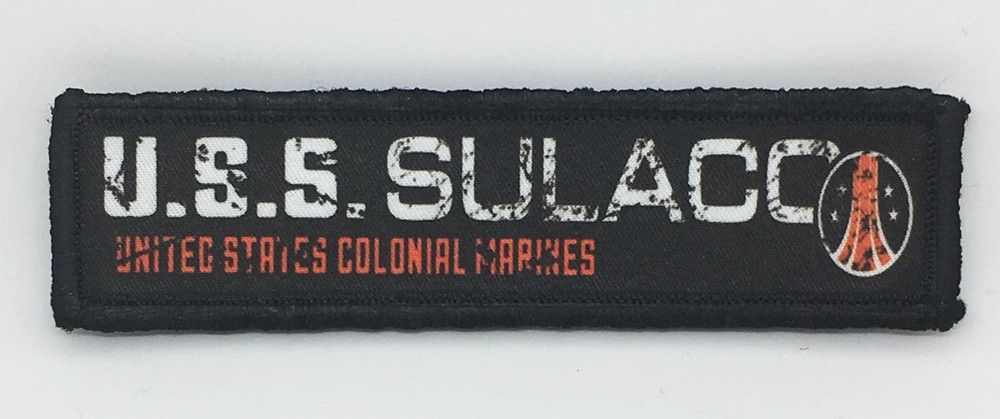 U.S.S. SULACO
UNITED STATES COLONIAL MARINES